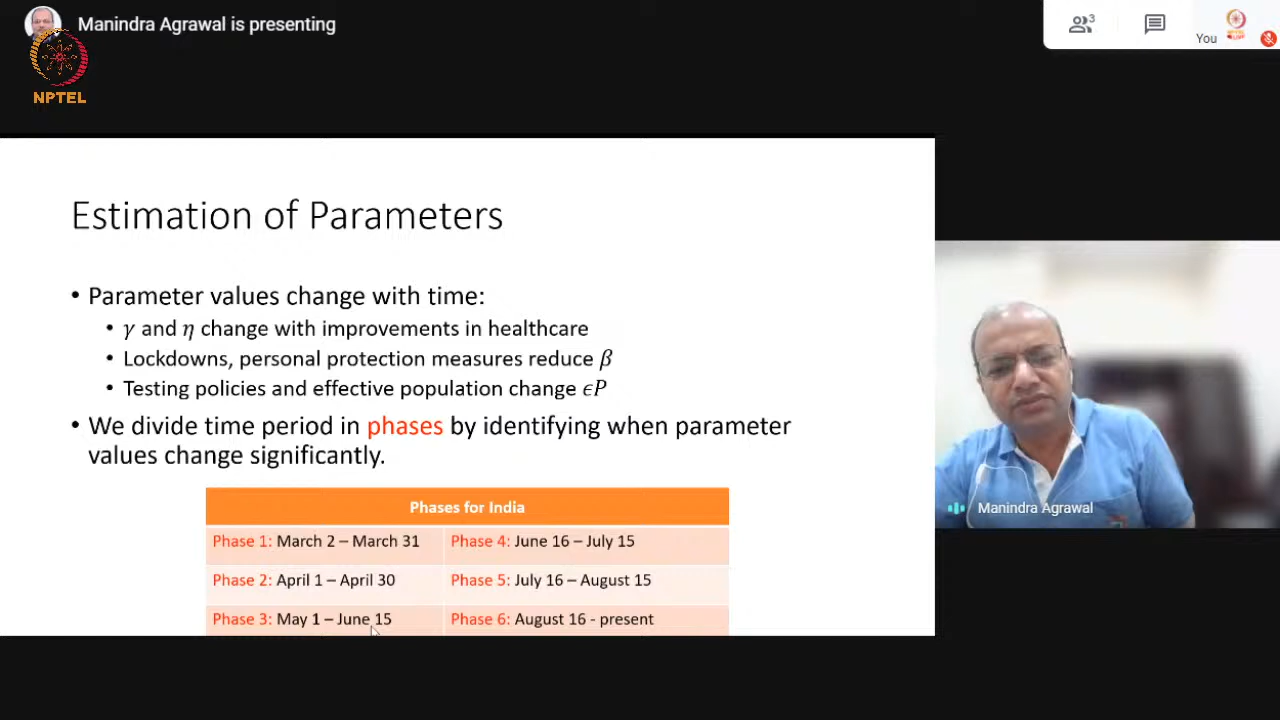 Manindra Agrawal is presenting
3
You
NPTEL
Estimation of Parameters
• Parameter values change with time:
• γ and η change with improvements in healthcare
• Lockdowns, personal protection measures reduce β
• Testing policies and effective population change ϵP
• We divide time period in phases by identifying when parameter
values change significantly.
Phases for India
Phase 1: March 2 – March 31 Phase 4: June 16 – July 15
Phase 2: April 1 – April 30 Phase 5: July 16 – August 15
Phase 3: May 1 – June 15 Phase 6: August 16 - present
Manindra Agrawal